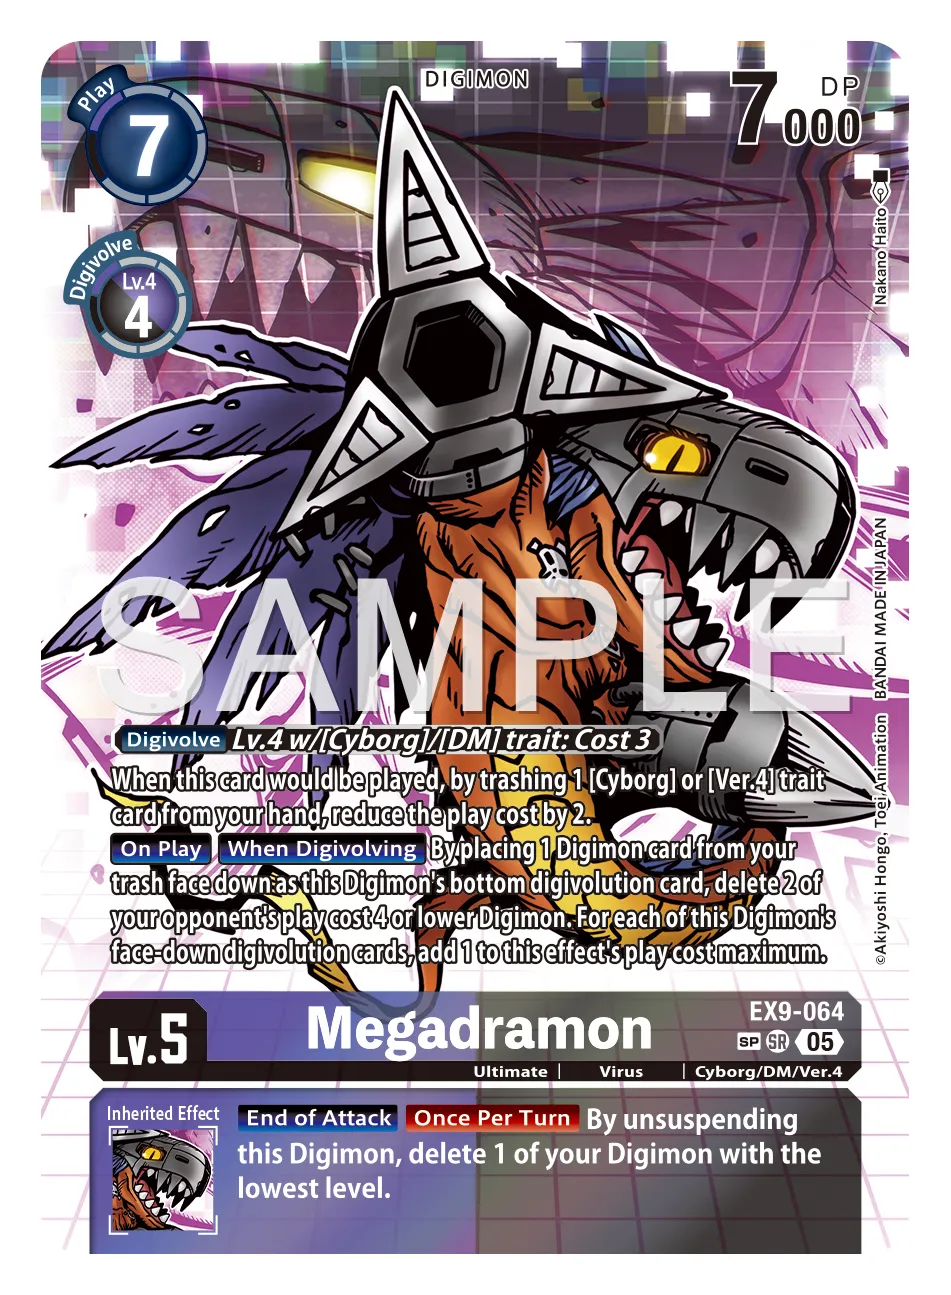 DIGIMON
Play
7
7000
DP
Digivolve
Lv.4
4
Nakano Haito
SAMPLE
BANDAI MADE IN JAPAN
©Akiyoshi Hongo, Toei Animation
Digivolve Lv.4 w/[Cyborg]/[DM] trait: Cost 3
When this card would be played, by trashing 1 [Cyborg] or [Ver.4] trait
card from your hand, reduce the play cost by 2.
On Play When Digivolving By placing 1 Digimon card from your
trash face down as this Digimon's bottom digivolution card, delete 2 of
your opponent's play cost 4 or lower Digimon. For each of this Digimon's
face-down digivolution cards, add 1 to this effect's play cost maximum.
Lv.5
Megadramon
EX9-064
SP SR 05
Ultimate | Virus | Cyborg/DM/Ver.4
Inherited Effect
End of Attack Once Per Turn By unsuspending
this Digimon, delete 1 of your Digimon with the
lowest level.